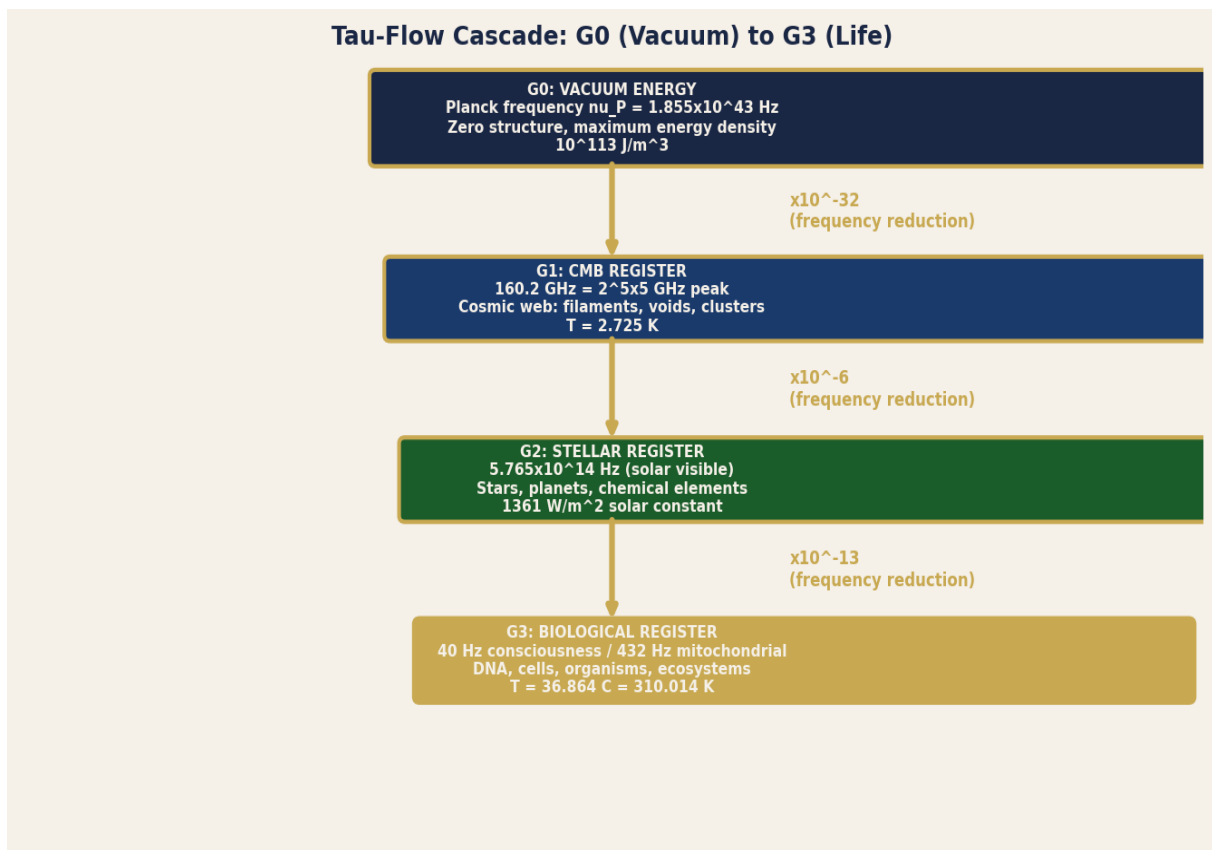 Tau-Flow Cascade: G0 (Vacuum) to G3 (Life)
G0: VACUUM ENERGY
Planck frequency nu_P = 1.855x10^43 Hz
Zero structure, maximum energy density
10^113 J/m^3
x10^-32
(frequency reduction)
G1: CMB REGISTER
160.2 GHz = 2^5x5 GHz peak
Cosmic web: filaments, voids, clusters
T = 2.725 K
x10^-6
(frequency reduction)
G2: STELLAR REGISTER
5.765x10^14 Hz (solar visible)
Stars, planets, chemical elements
1361 W/m^2 solar constant
x10^-13
(frequency reduction)
G3: BIOLOGICAL REGISTER
40 Hz consciousness / 432 Hz mitochondrial
DNA, cells, organisms, ecosystems
T = 36.864 C = 310.014 K